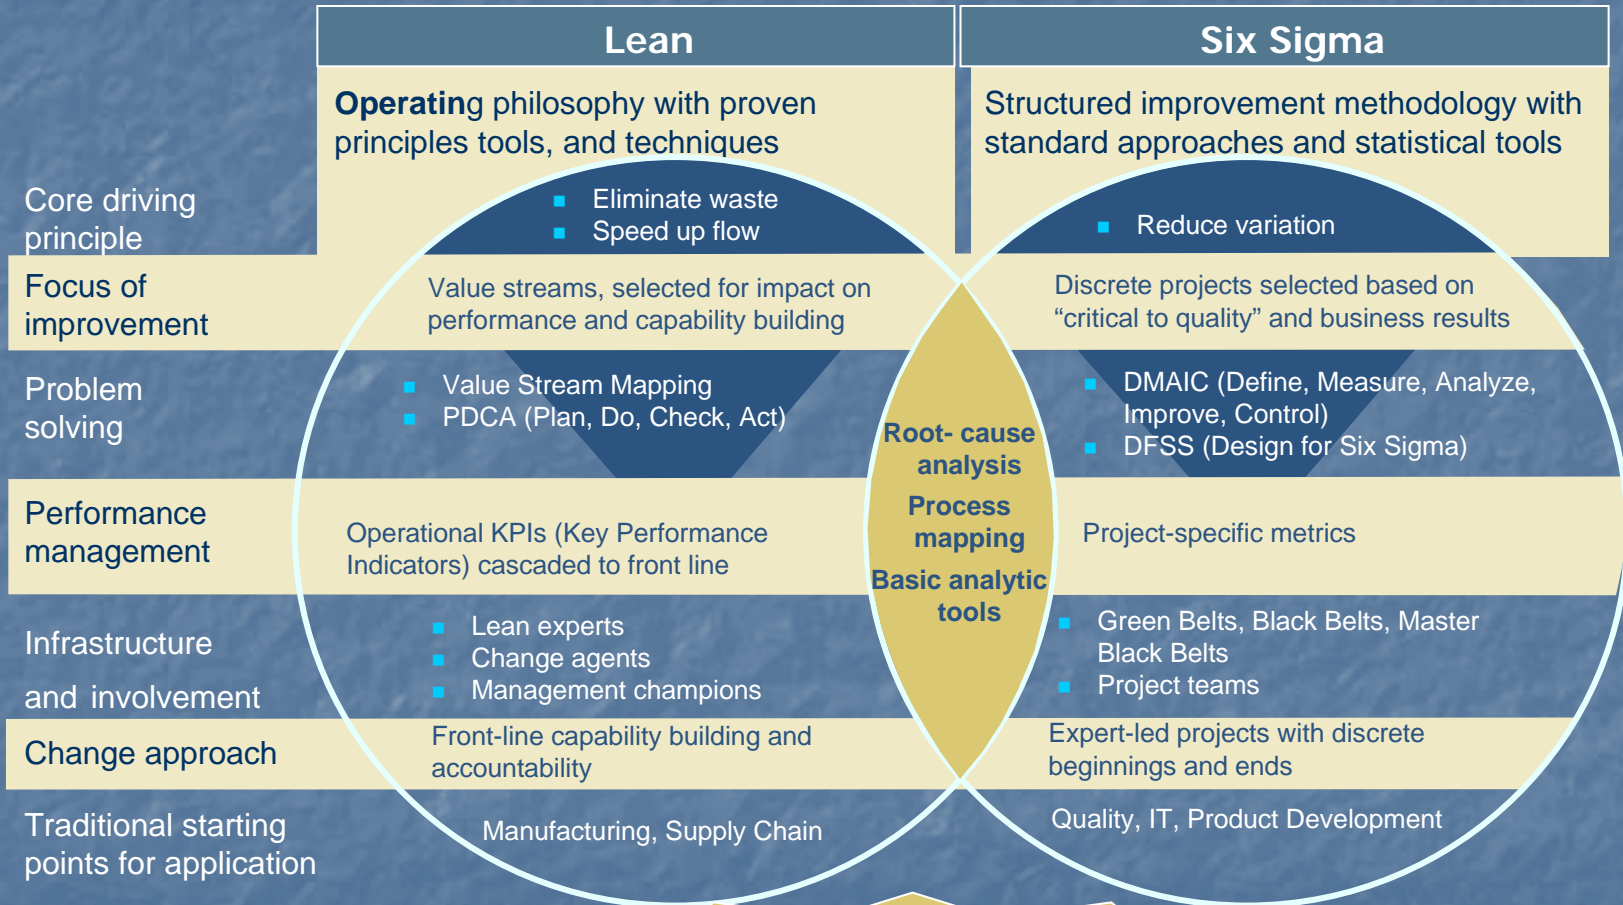 Lean
Six Sigma
Operating philosophy with proven
principles tools, and techniques
Structured improvement methodology with
standard approaches and statistical tools
Core driving
principle
Eliminate waste
Speed up flow
Reduce variation
Focus of
improvement
Value streams, selected for impact on
performance and capability building
Discrete projects selected based on
“critical to quality” and business results
Problem
solving
Value Stream Mapping
PDCA (Plan, Do, Check, Act)
DMAIC (Define, Measure, Analyze,
Improve, Control)
DFSS (Design for Six Sigma)
Root- cause
analysis
Process
mapping
Basic analytic
tools
Performance
management
Operational KPIs (Key Performance
Indicators) cascaded to front line
Project-specific metrics
Infrastructure
and involvement
Lean experts
Change agents
Management champions
Green Belts, Black Belts, Master
Black Belts
Project teams
Change approach
Front-line capability building and
accountability
Expert-led projects with discrete
beginnings and ends
Traditional starting
points for application
Manufacturing, Supply Chain
Quality, IT, Product Development